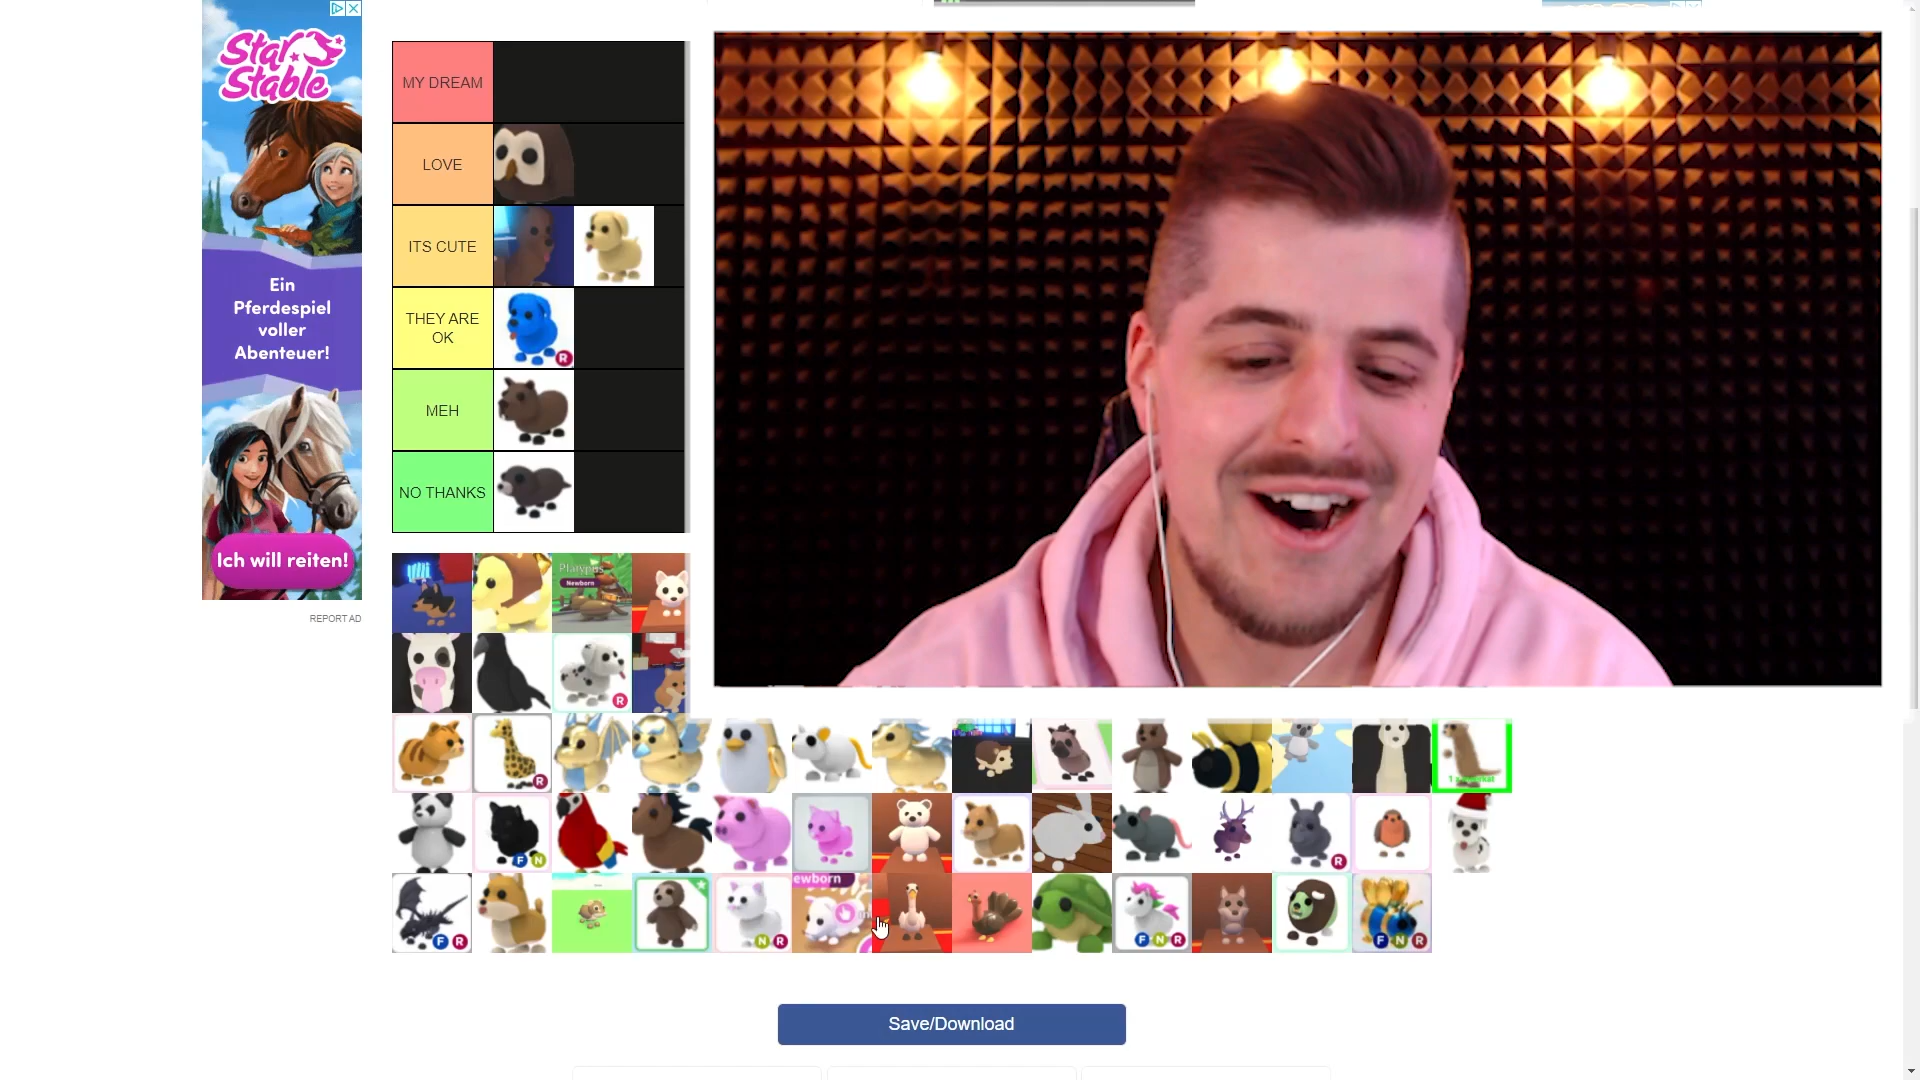 Star
Stable
Ein
Pferdespiel
voller
Abenteuer!
Ich will reiten!
REPORT AD
MY DREAM
LOVE
ITS CUTE
THEY ARE
OK
R
MEH
NO THANKS
Platypus
Newborn
R
R
F N
R
F R
N R
ewborn
F N R
F N R
Save/Download